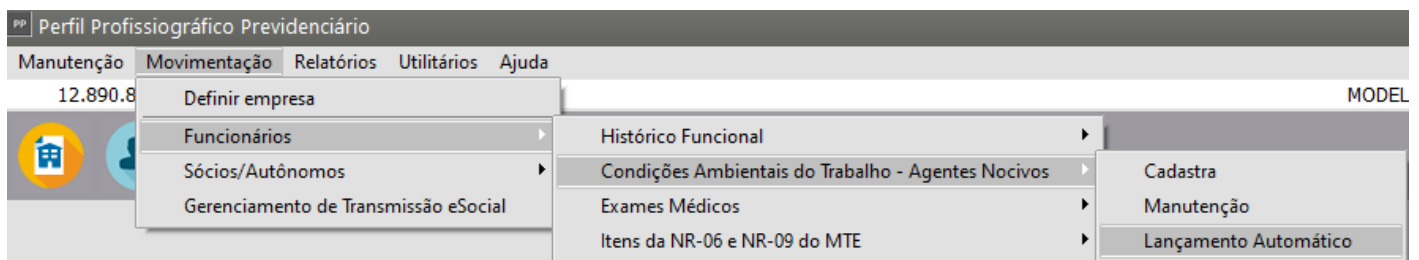 PP Perfil Profissiográfico Previdenciário
Manutenção Movimentação Relatórios Utilitários Ajuda
12.890.8 Definir empresa MODEL
Funcionários Histórico Funcional
Sócios/Autônomos Condições Ambientais do Trabalho - Agentes Nocivos Cadastra
Gerenciamento de Transmissão eSocial Exames Médicos Manutenção
Itens da NR-06 e NR-09 do MTE Lançamento Automático